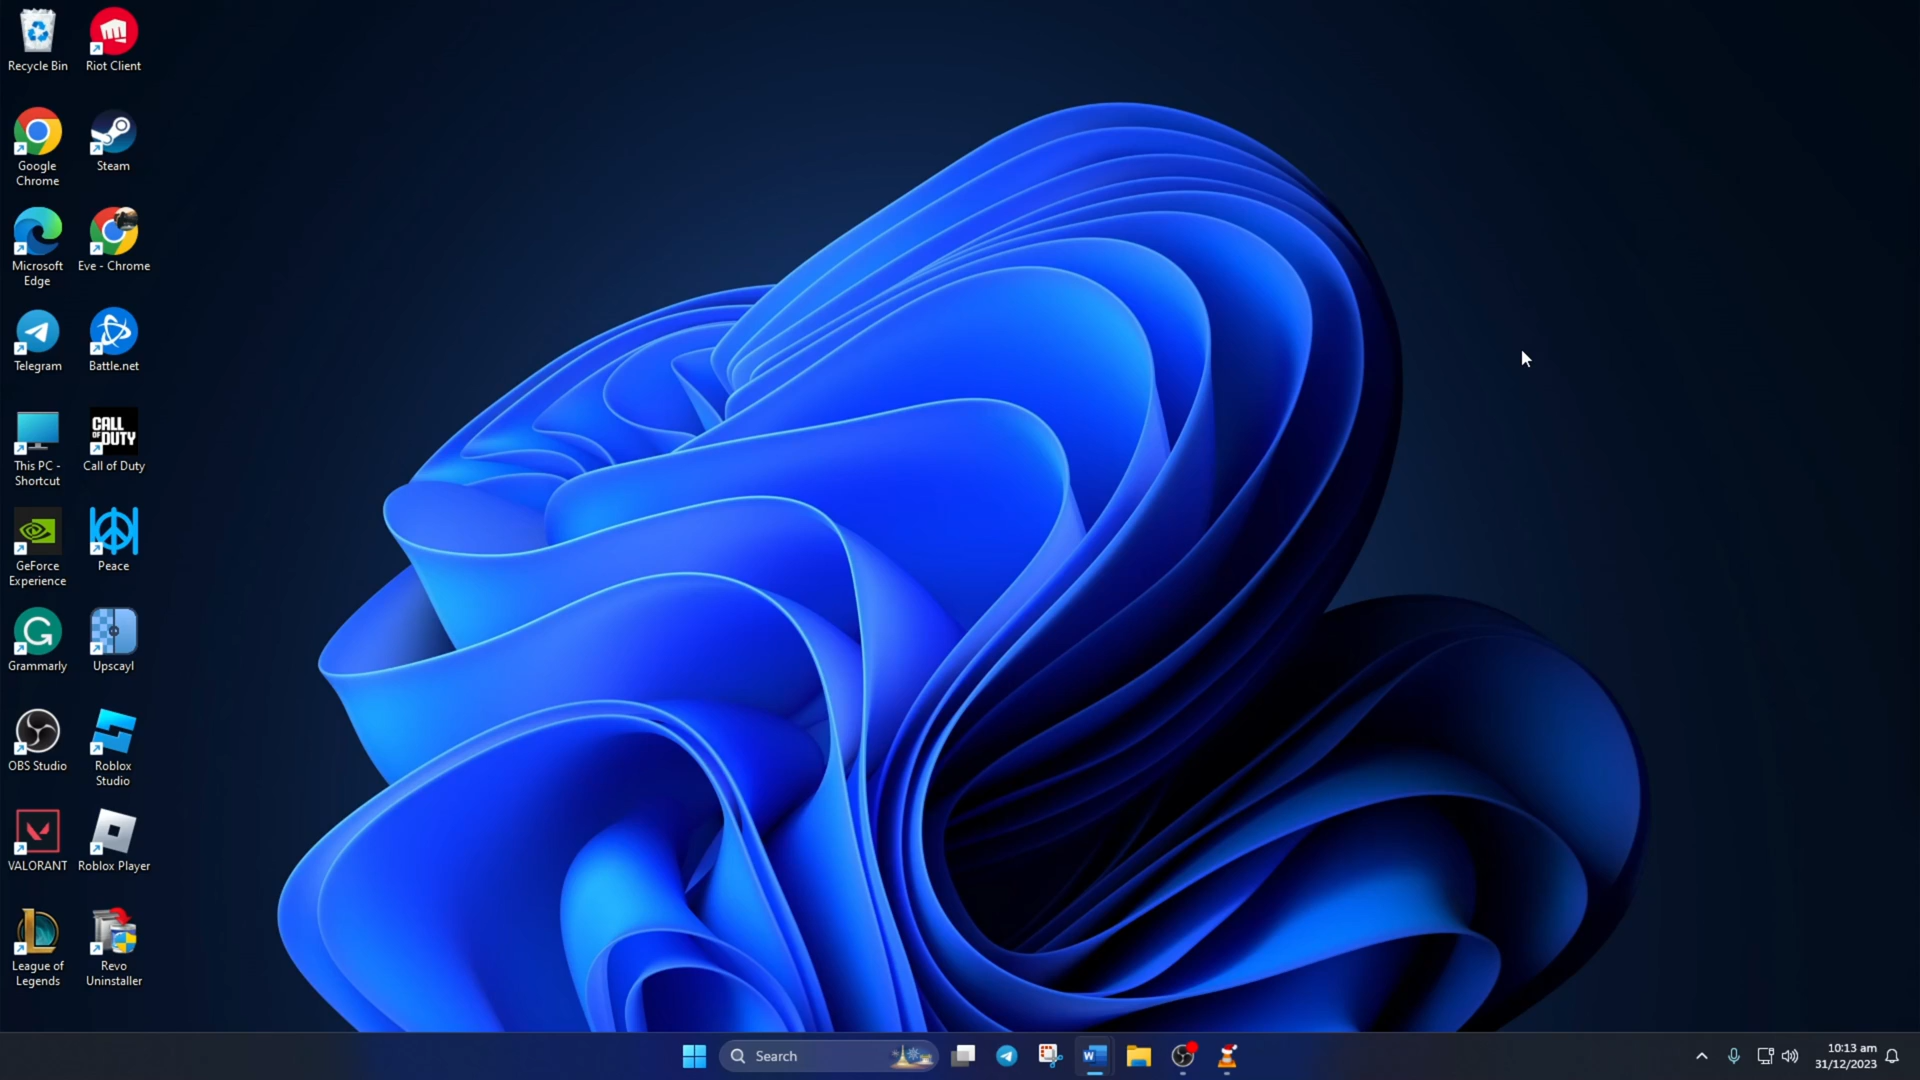 Recycle Bin
Riot Client
Google
Chrome
Steam
Microsoft
Edge
Eve - Chrome
Telegram
Battle.net
This PC -
Shortcut
CALL
OF DUTY
Call of Duty
GeForce
Experience
Peace
Grammarly
Upscayl
OBS Studio
Roblox
Studio
VALORANT
Roblox Player
League of
Legends
Revo
Uninstaller
Search
10:13 am
31/12/2023